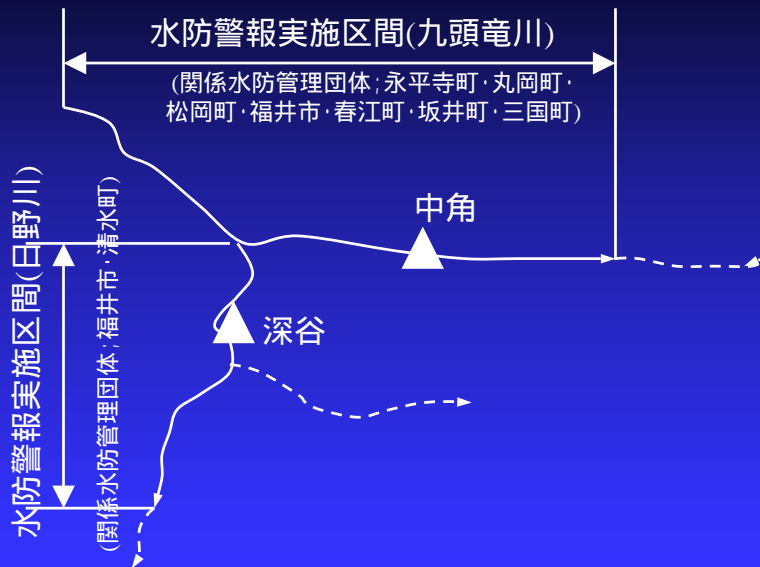 水防警報実施区間(九頭竜川)
(関係水防管理団体;永平寺町・丸岡町・
松岡町・福井市・春江町・坂井町・三国町)
中角
深谷
水防警報実施区間(日野川)
(関係水防管理団体;福井市・清水町)